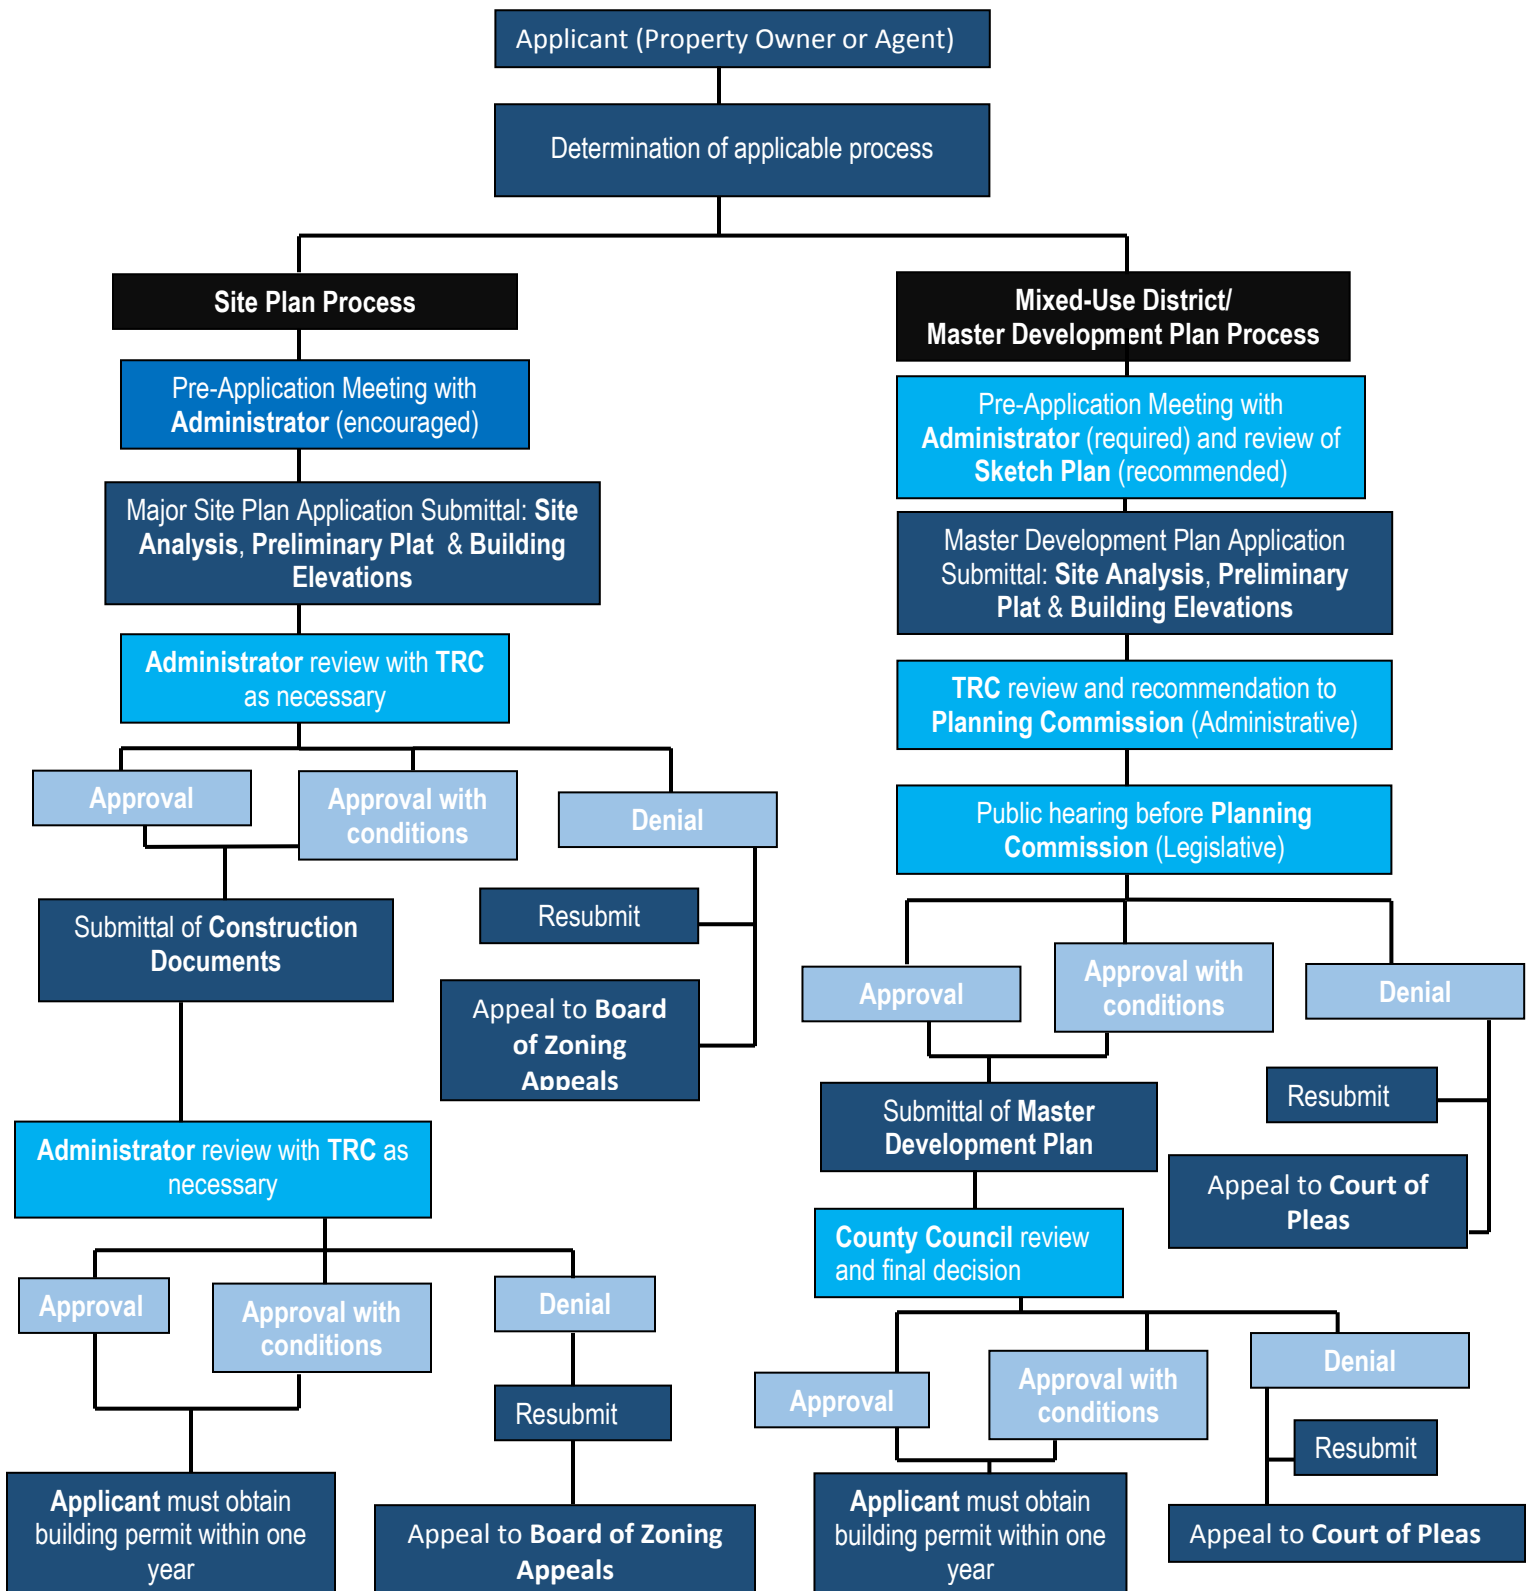 Applicant (Property Owner or Agent)
Determination of applicable process
Site Plan Process
Pre-Application Meeting with
Administrator (encouraged)
Major Site Plan Application Submittal: Site
Analysis, Preliminary Plat & Building
Elevations
Administrator review with TRC
as necessary
Approval
Approval with
conditions
Denial
Submittal of Construction
Documents
Resubmit
Appeal to Board
of Zoning
Appeals
Administrator review with TRC as
necessary
Approval
Approval with
conditions
Denial
Resubmit
Applicant must obtain
building permit within one
year
Appeal to Board of Zoning
Appeals
Mixed-Use District/
Master Development Plan Process
Pre-Application Meeting with
Administrator (required) and review of
Sketch Plan (recommended)
Master Development Plan Application
Submittal: Site Analysis, Preliminary
Plat & Building Elevations
TRC review and recommendation to
Planning Commission (Administrative)
Public hearing before Planning
Commission (Legislative)
Approval
Approval with
conditions
Denial
Submittal of Master
Development Plan
Resubmit
Appeal to Court of
Pleas
County Council review
and final decision
Approval
Approval with
conditions
Denial
Resubmit
Applicant must obtain
building permit within one
year
Appeal to Court of Pleas